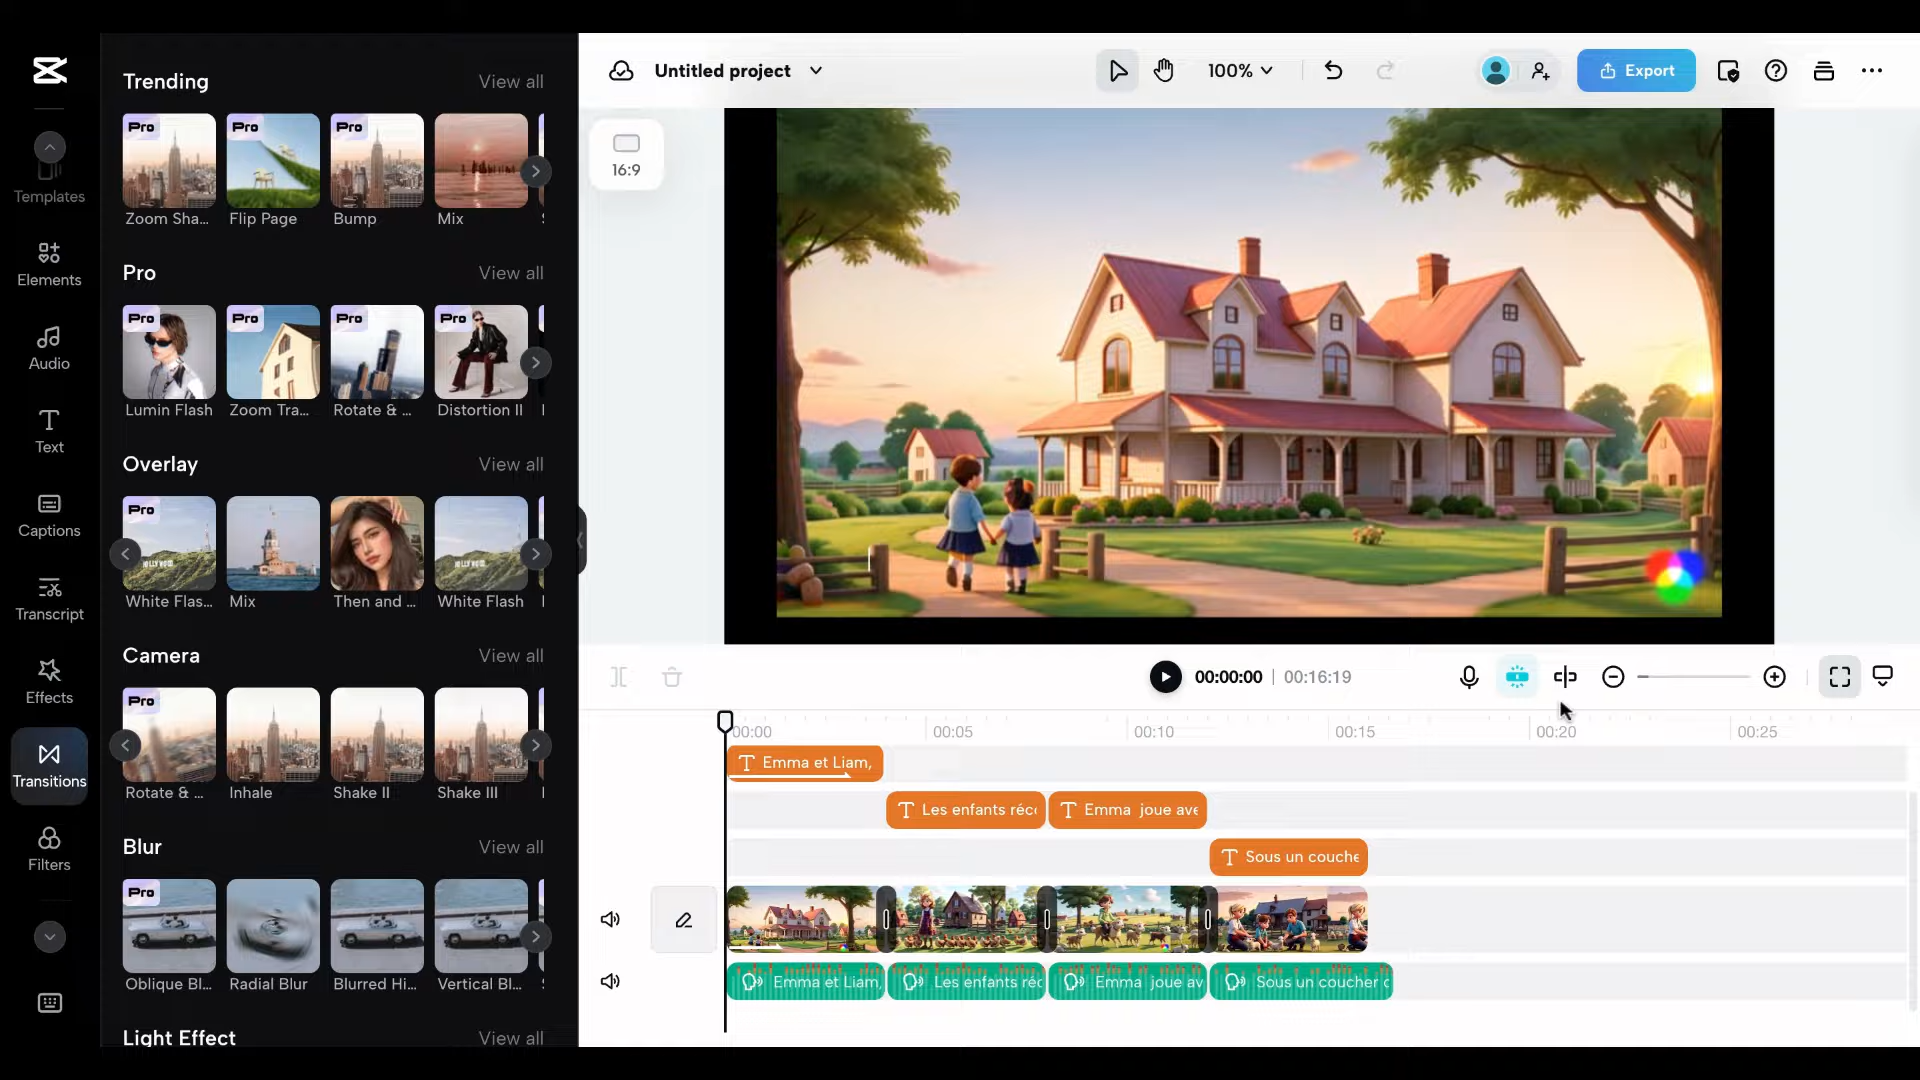 Untitled project
100%
Export
Templates
Elements
Audio
Text
Captions
Transcript
Effects
Transitions
Filters
Trending
View all
Pro
Pro
Pro
Zoom Sha...
Flip Page
Bump
Mix
Pro
View all
Pro
Pro
Pro
Pro
Lumin Flash
Zoom Tra...
Rotate & ...
Distortion II
Overlay
View all
Pro
White Flas...
Mix
Then and ...
White Flash
Camera
View all
Pro
Rotate & ...
Inhale
Shake II
Shake III
Blur
View all
Pro
Oblique Bl...
Radial Blur
Blurred Hi...
Vertical Bl...
Light Effect
View all
16:9
00:00:00 | 00:16:19
00:00
00:05
00:10
00:15
00:20
00:25
Emma et Liam,
Les enfants réc
Emma joue ave
Sous un couche
Emma et Liam,
Les enfants réc
Emma joue av
Sous un coucher